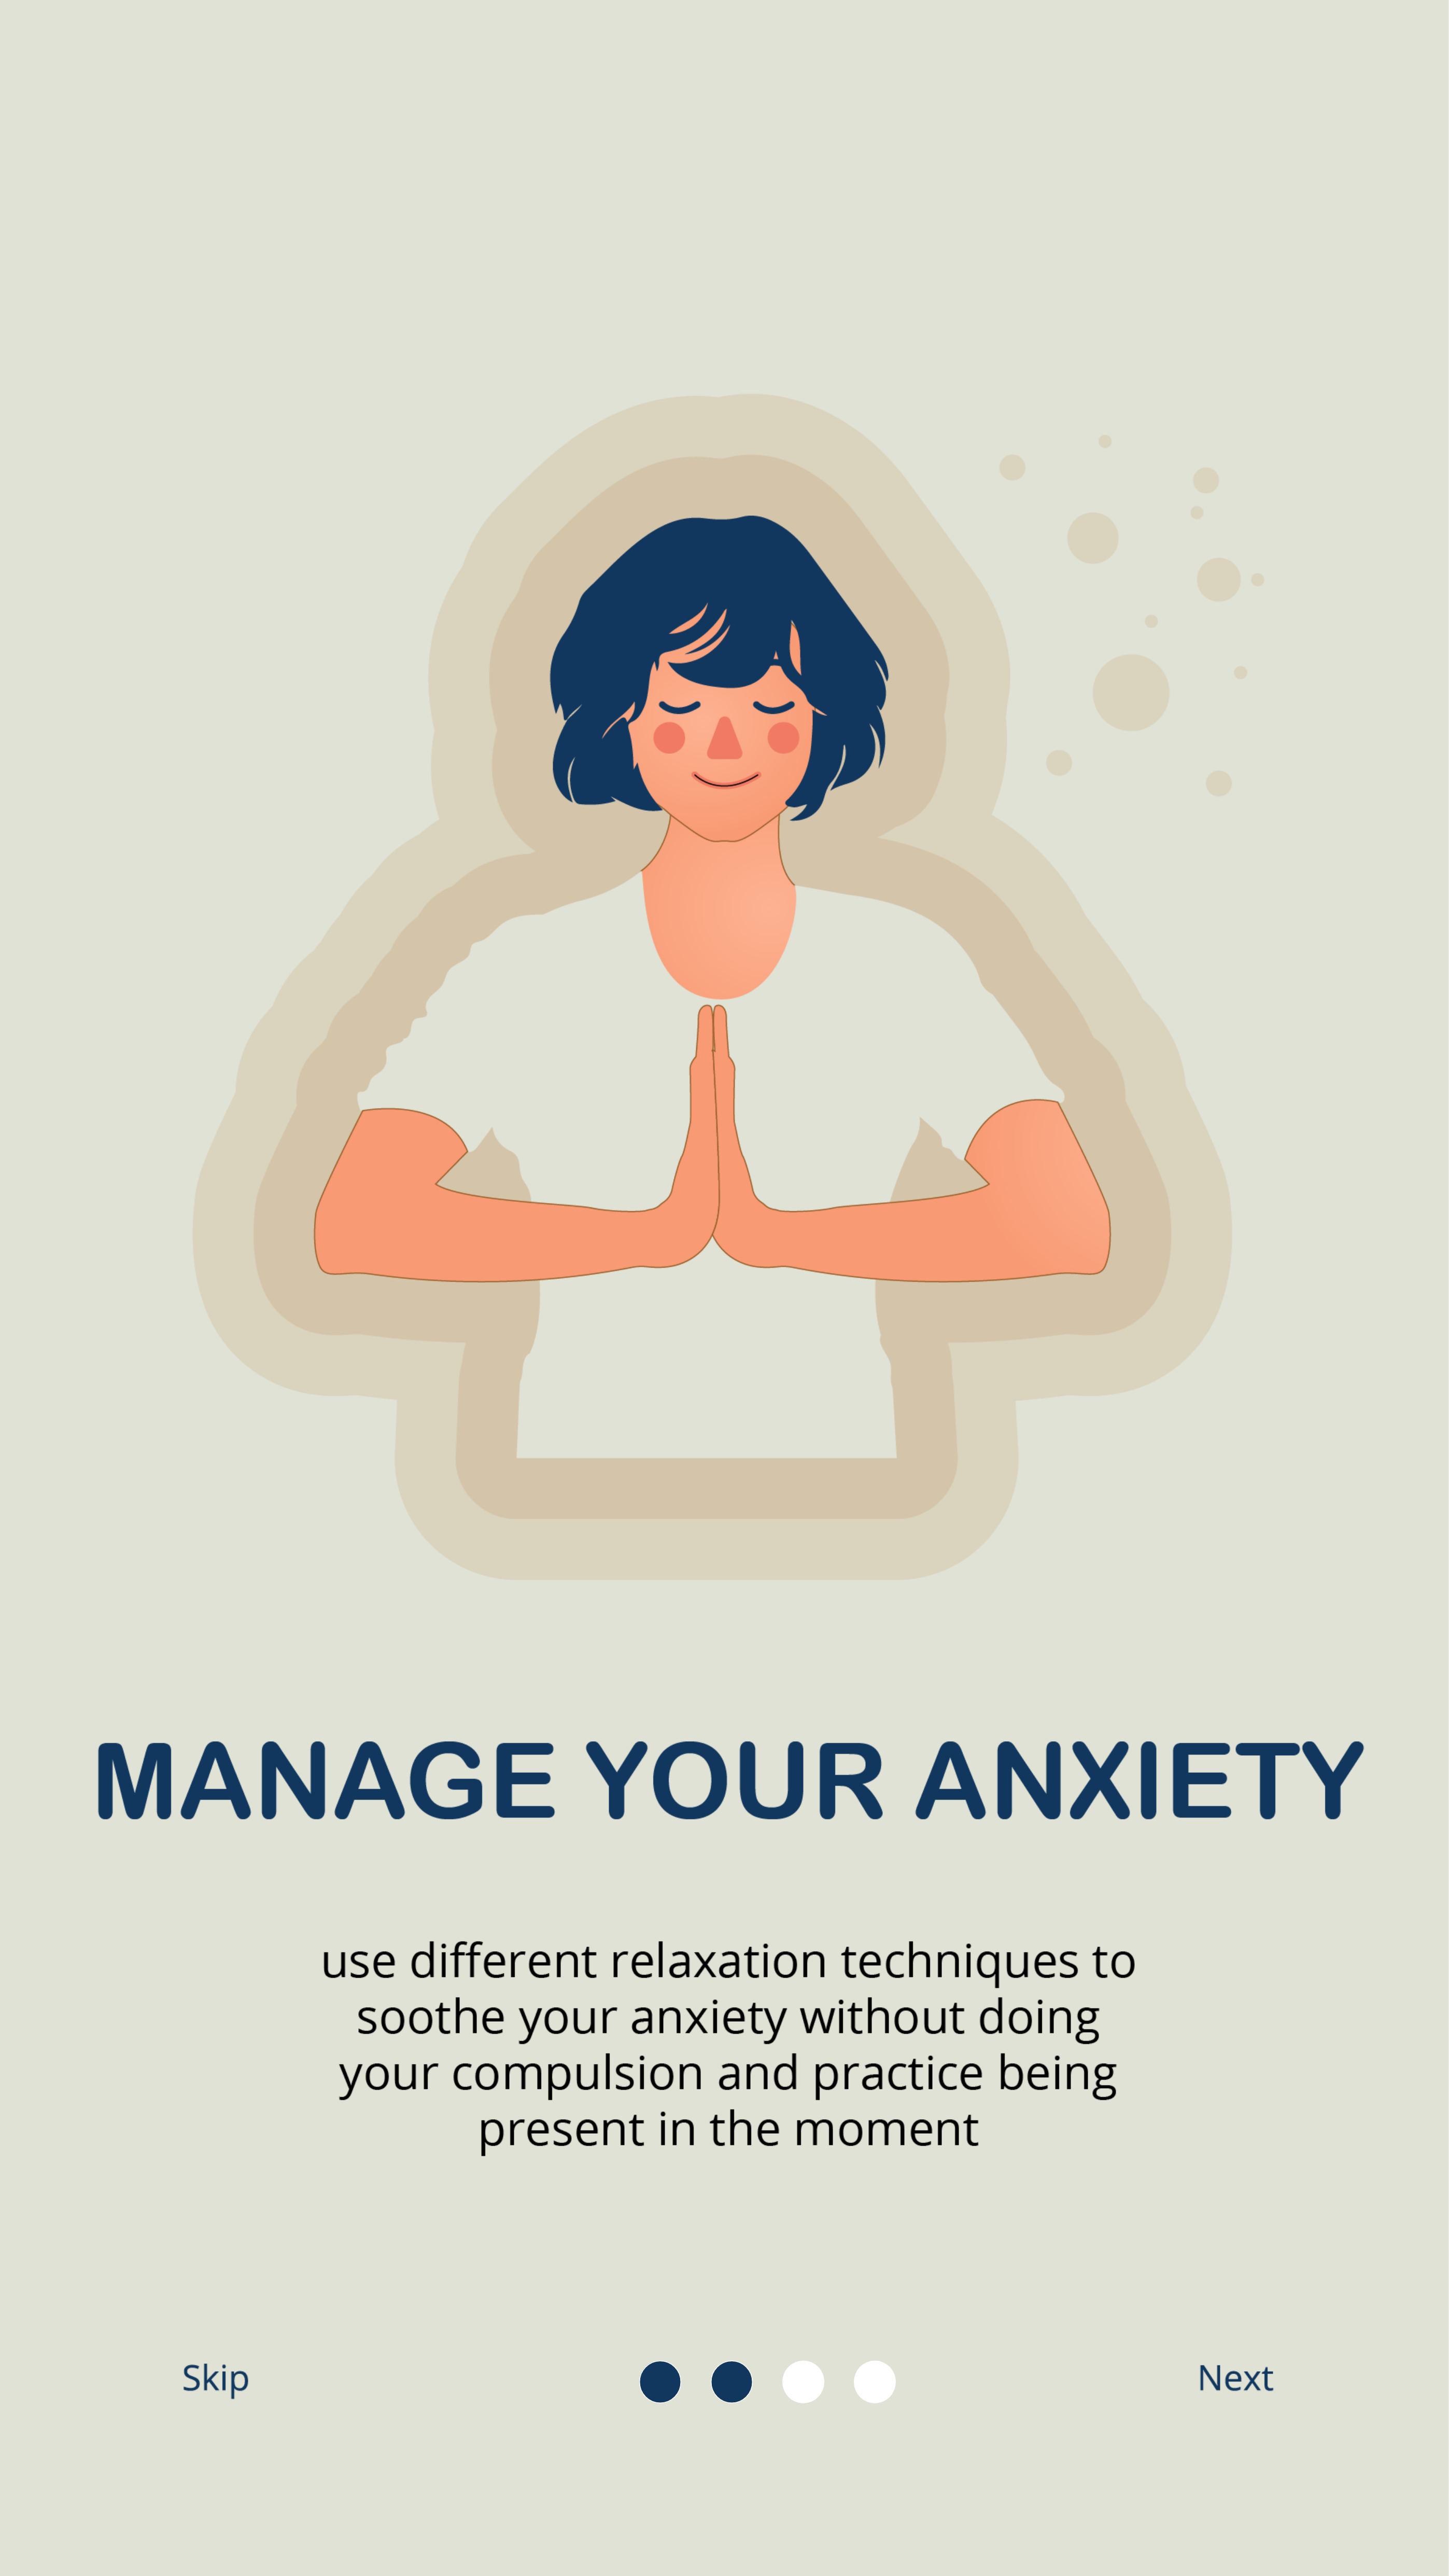 MANAGE YOUR ANXIETY
use different relaxation techniques to
soothe your anxiety without doing
your compulsion and practice being
present in the moment
Skip
Next